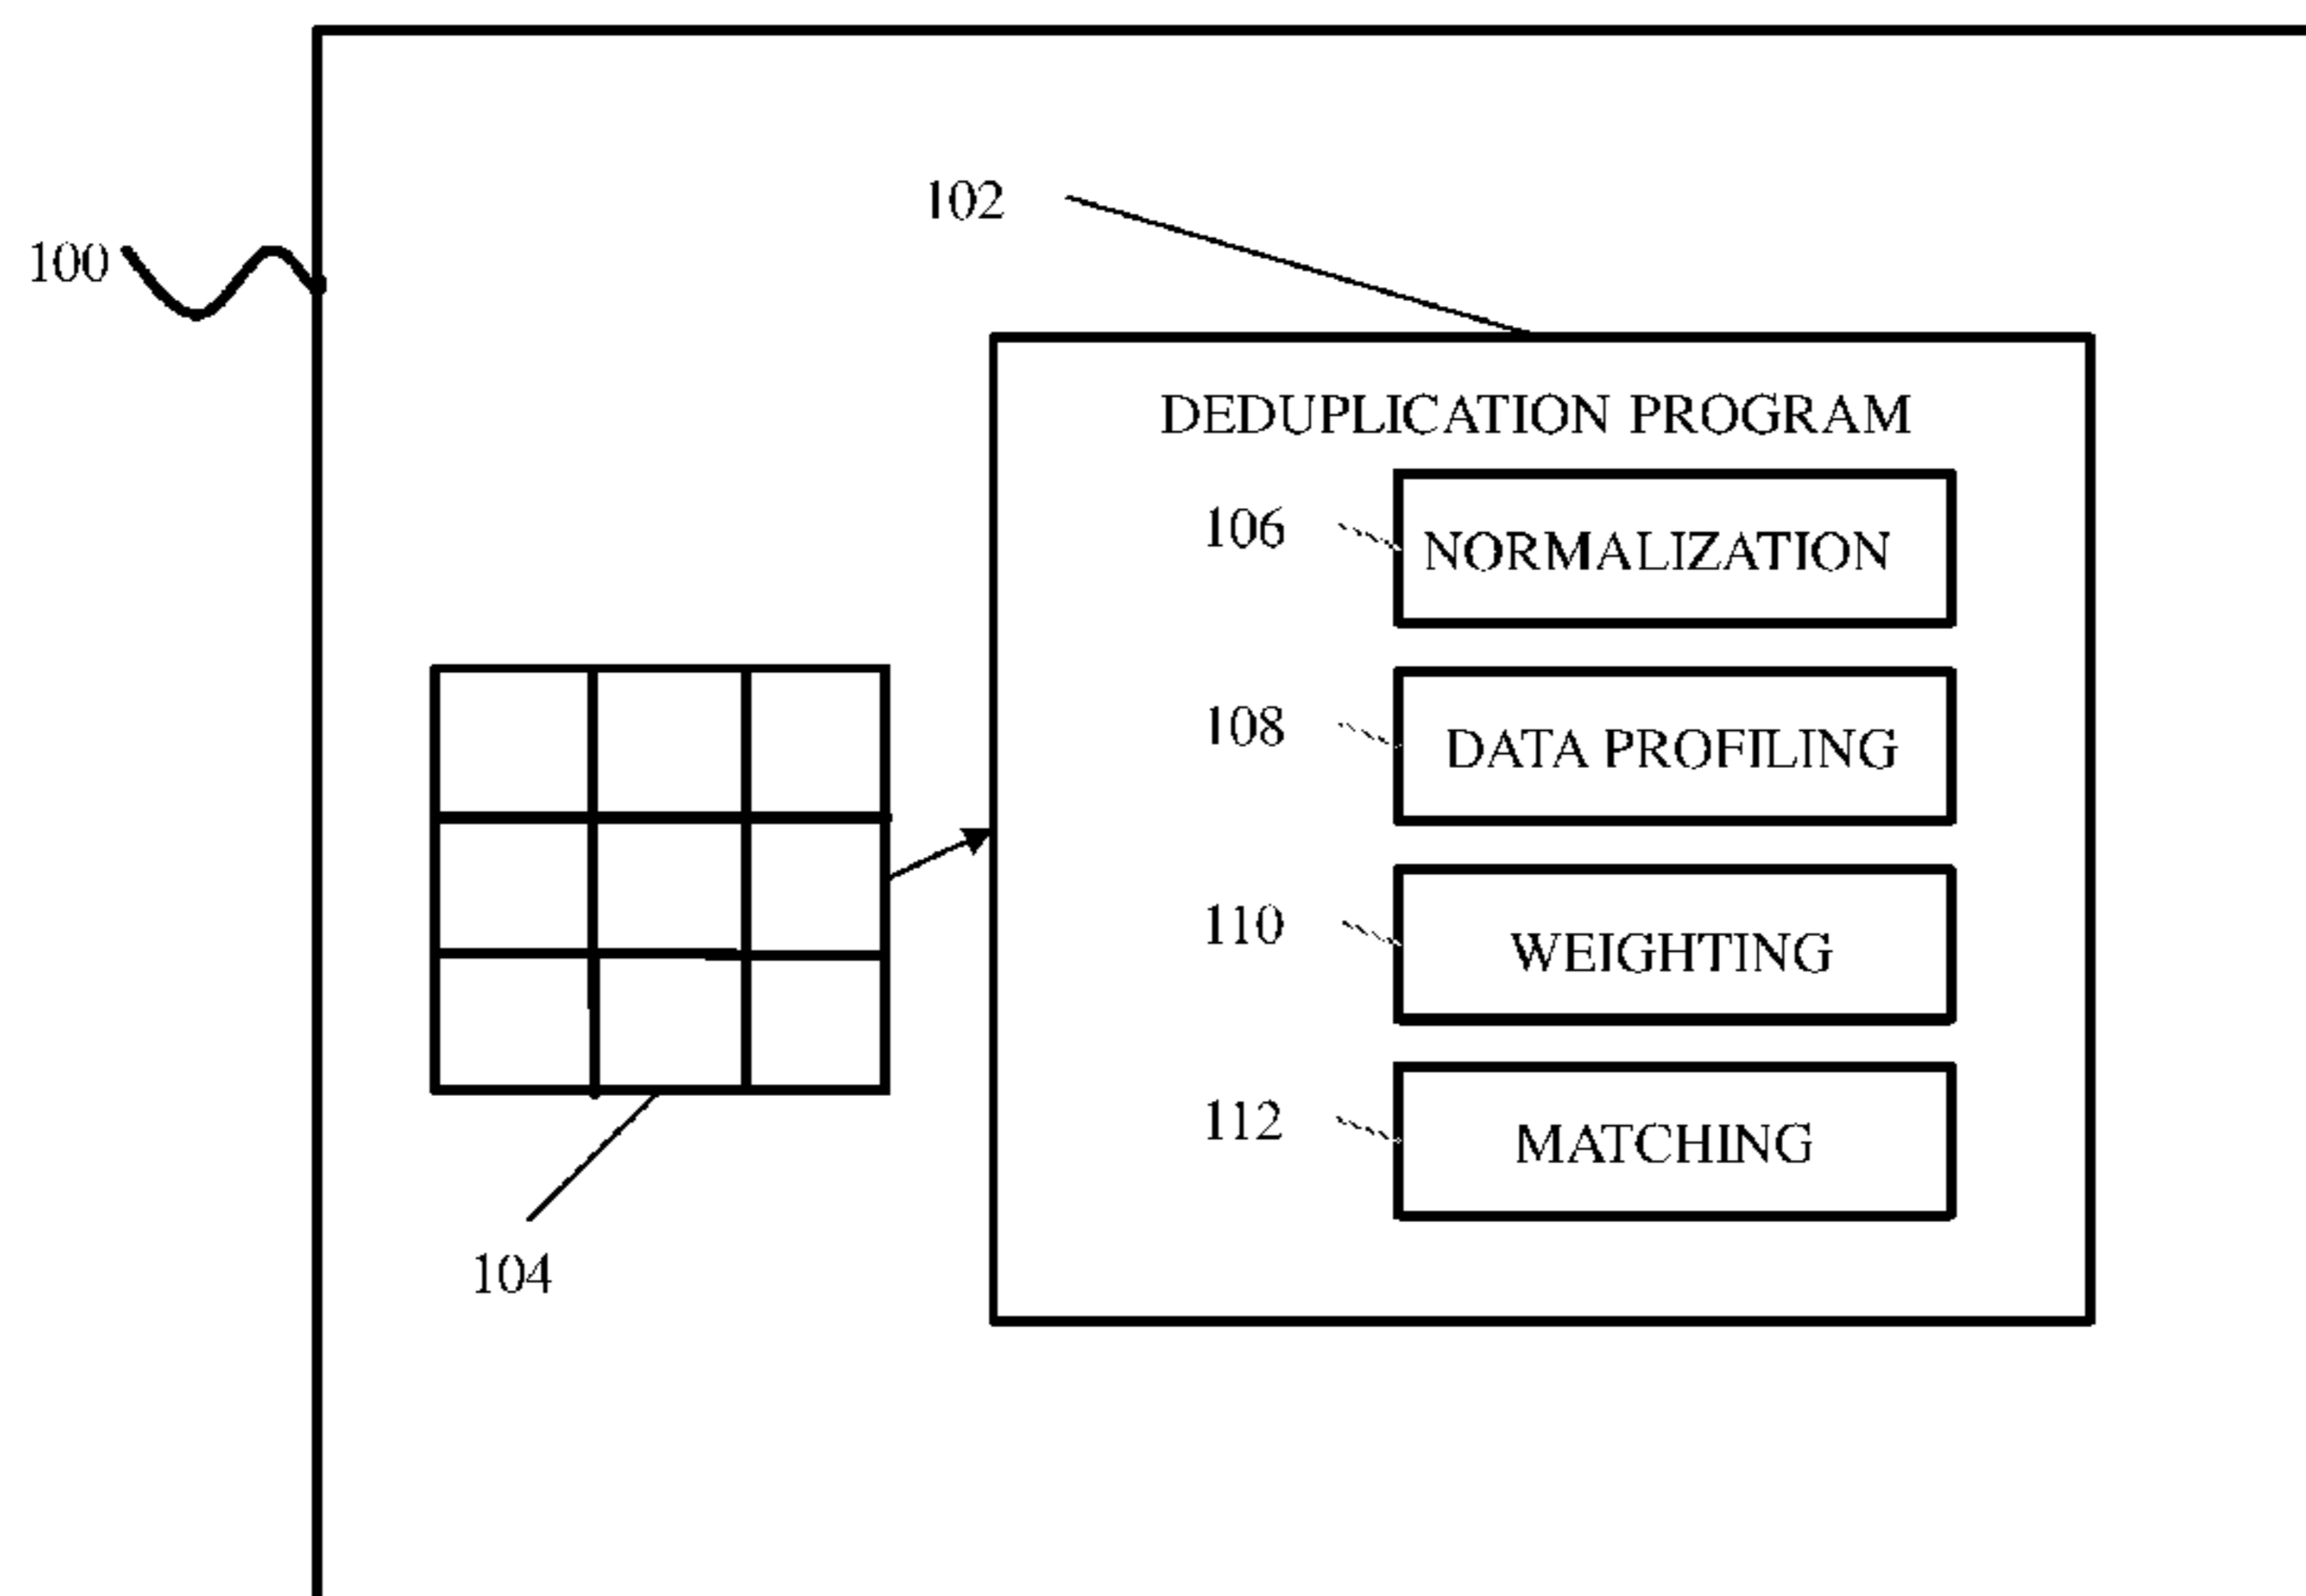 102
100
DEDUPLICATION PROGRAM
106
NORMALIZATION
108
DATA PROFILING
110
WEIGHTING
112
MATCHING
104